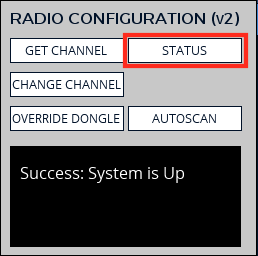 RADIO CONFIGURATION (v2)
GET CHANNEL STATUS
CHANGE CHANNEL
OVERRIDE DONGLE AUTOSCAN
Success: System is Up